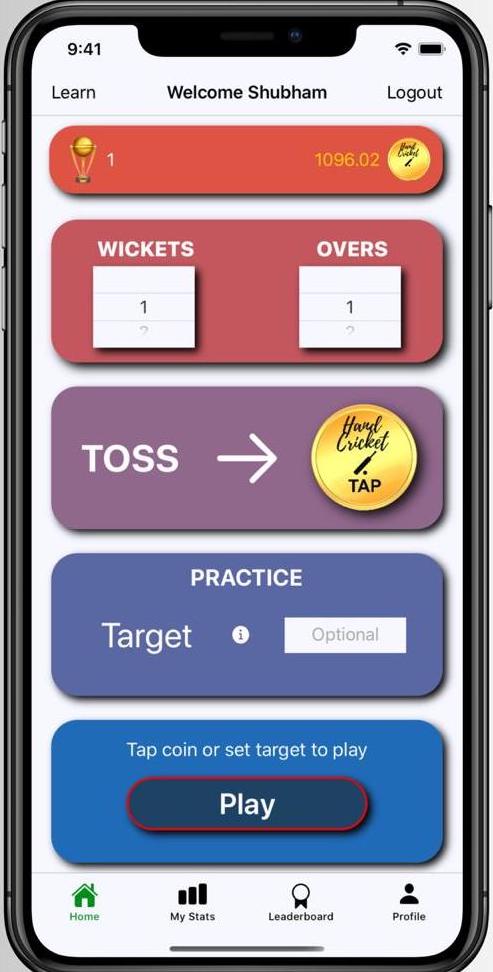 9:41
Learn Welcome Shubham Logout
1 1096.02 Hand Cricket
WICKETS OVERS
1 1
2 2
TOSS Hand
Cricket
TAP
PRACTICE
Target i Optional
Tap coin or set target to play
Play
Home My Stats Leaderboard Profile